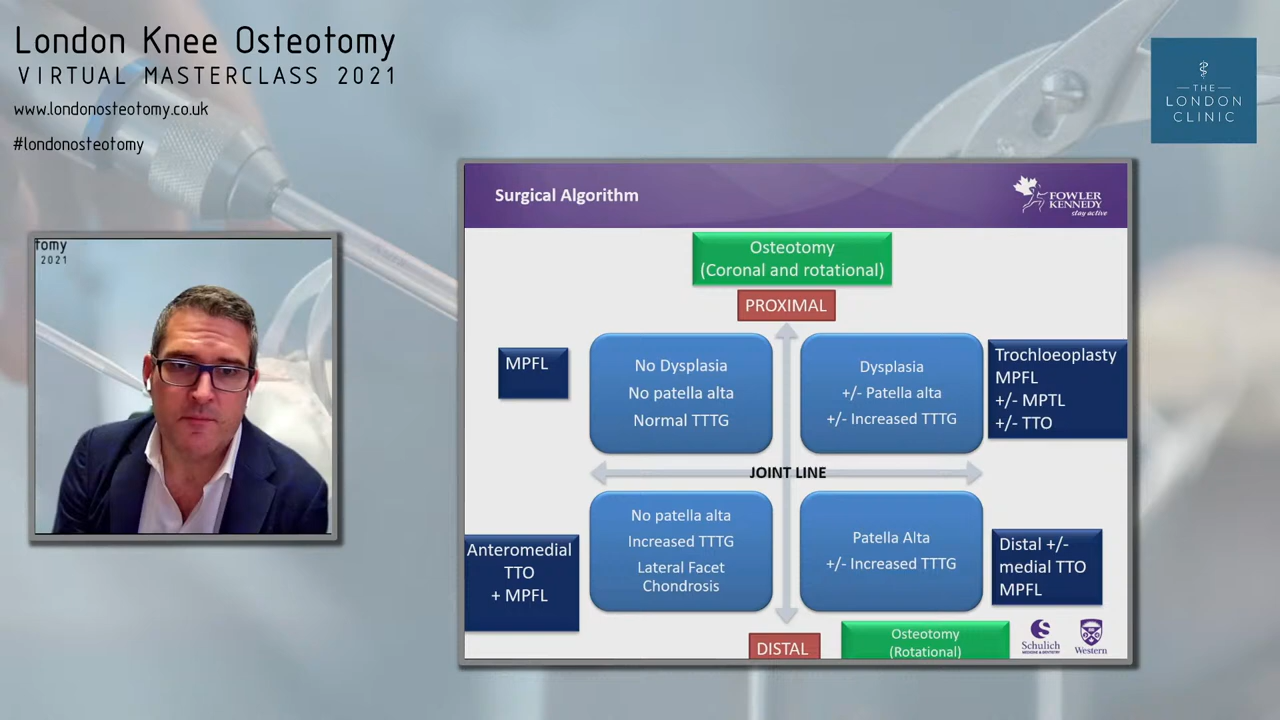 London Knee Osteotomy
VIRTUAL MASTERCLASS 2021
www.londonosteotomy.co.uk
#londonosteotomy
THE
LONDON
CLINIC
tomy
2021
Surgical Algorithm
FOWLER
KENNEDY
stay active
Osteotomy
(Coronal and rotational)
PROXIMAL
MPFL
No Dysplasia
No patella alta
Normal TTTG
Dysplasia
+/- Patella alta
+/- Increased TTTG
Trochloeoplasty
MPFL
+/- MPTL
+/- TTO
JOINT LINE
Anteromedial
TTO
+ MPFL
No patella alta
Increased TTTG
Lateral Facet
Chondrosis
Patella Alta
+/- Increased TTTG
Distal +/-
medial TTO
MPFL
DISTAL
Osteotomy
(Rotational)
Schulich
Western